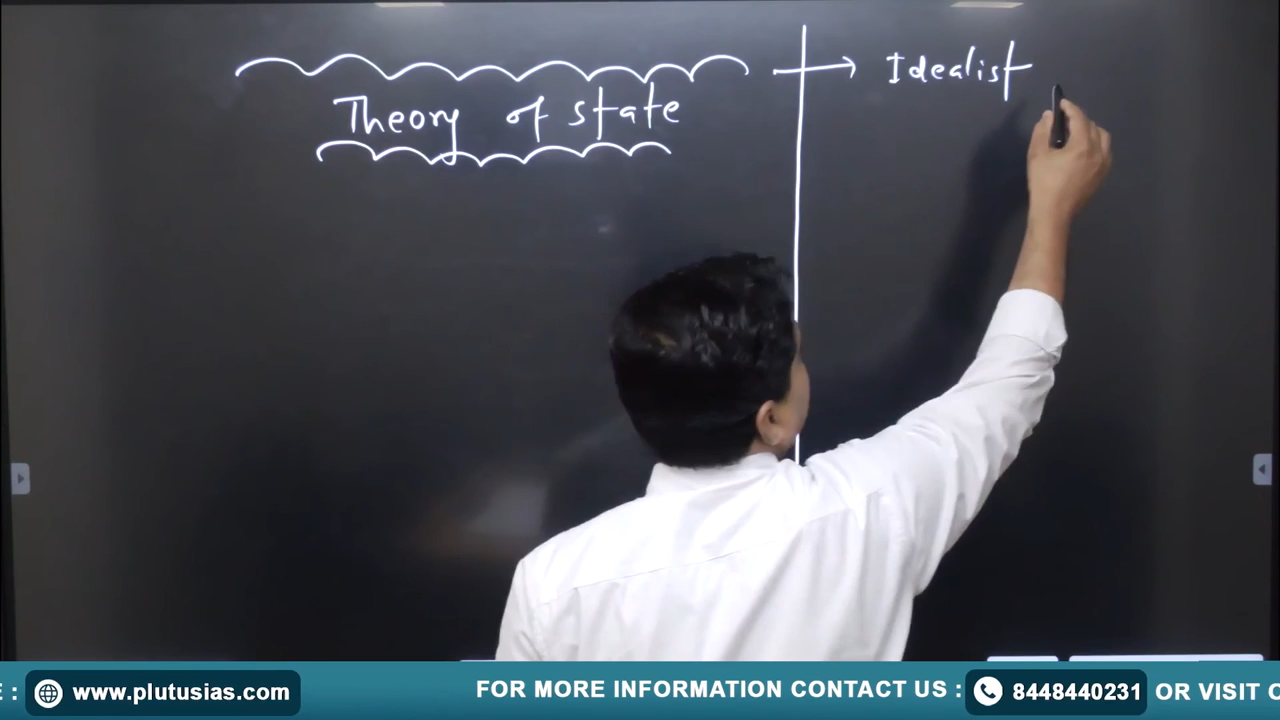 Theory of state
Idealist
E :
www.plutusias.com
FOR MORE INFORMATION CONTACT US :
8448440231
OR VISIT O